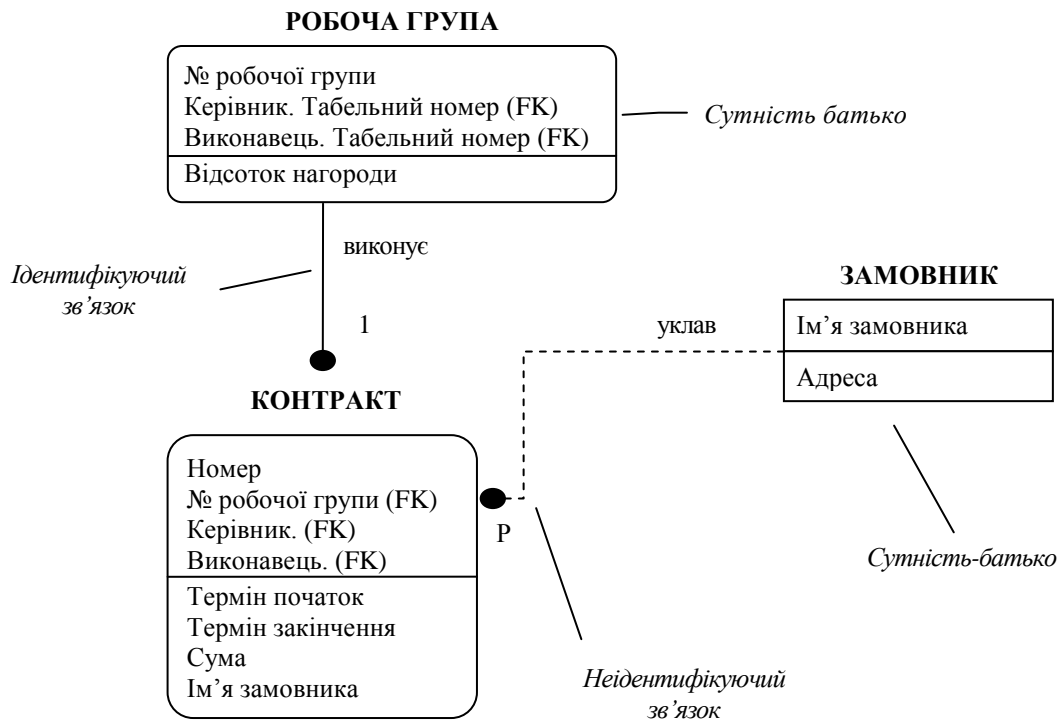 РОБОЧА ГРУПА
№ робочої групи
Керівник. Табельний номер (FK)
Виконавець. Табельний номер (FK)
Відсоток нагороди
Сутність батько
виконує
Ідентифікуючий
зв’язок
1
ЗАМОВНИК
Ім’я замовника
Адреса
уклав
КОНТРАКТ
Номер
№ робочої групи (FK)
Керівник. (FK)
Виконавець. (FK)
Термін початок
Термін закінчення
Сума
Ім’я замовника
P
Сутність-батько
Неідентифікуючий
зв’язок